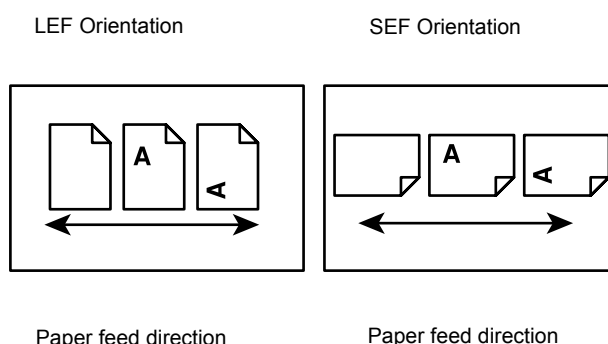 LEF Orientation
SEF Orientation
A
A
A
A
Paper feed direction
Paper feed direction